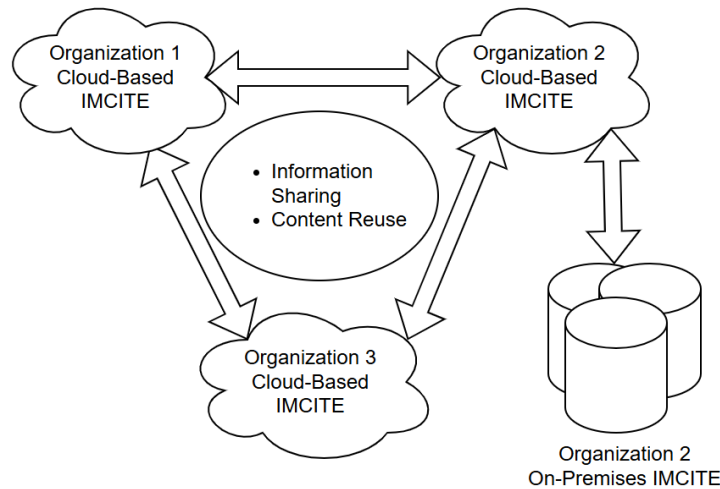 Organization 1
Cloud-Based
IMCITE
Organization 2
Cloud-Based
IMCITE
• Information
Sharing
• Content Reuse
Organization 3
Cloud-Based
IMCITE
Organization 2
On-Premises IMCITE